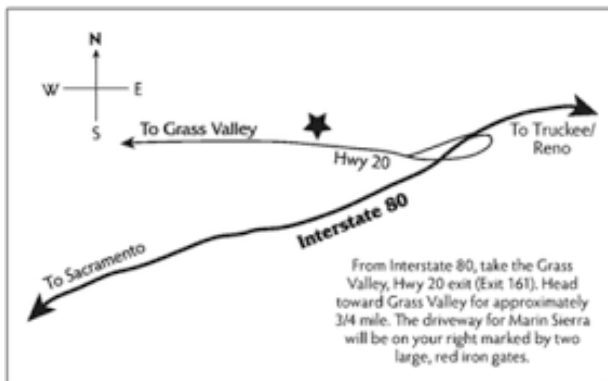 N
W E
S
To Grass Valley
Hwy 20
To Truckee/
Reno
Interstate 80
To Sacramento
From Interstate 80, take the Grass
Valley, Hwy 20 exit (Exit 161). Head
toward Grass Valley for approximately
3/4 mile. The driveway for Marin Sierra
will be on your right marked by two
large, red iron gates.